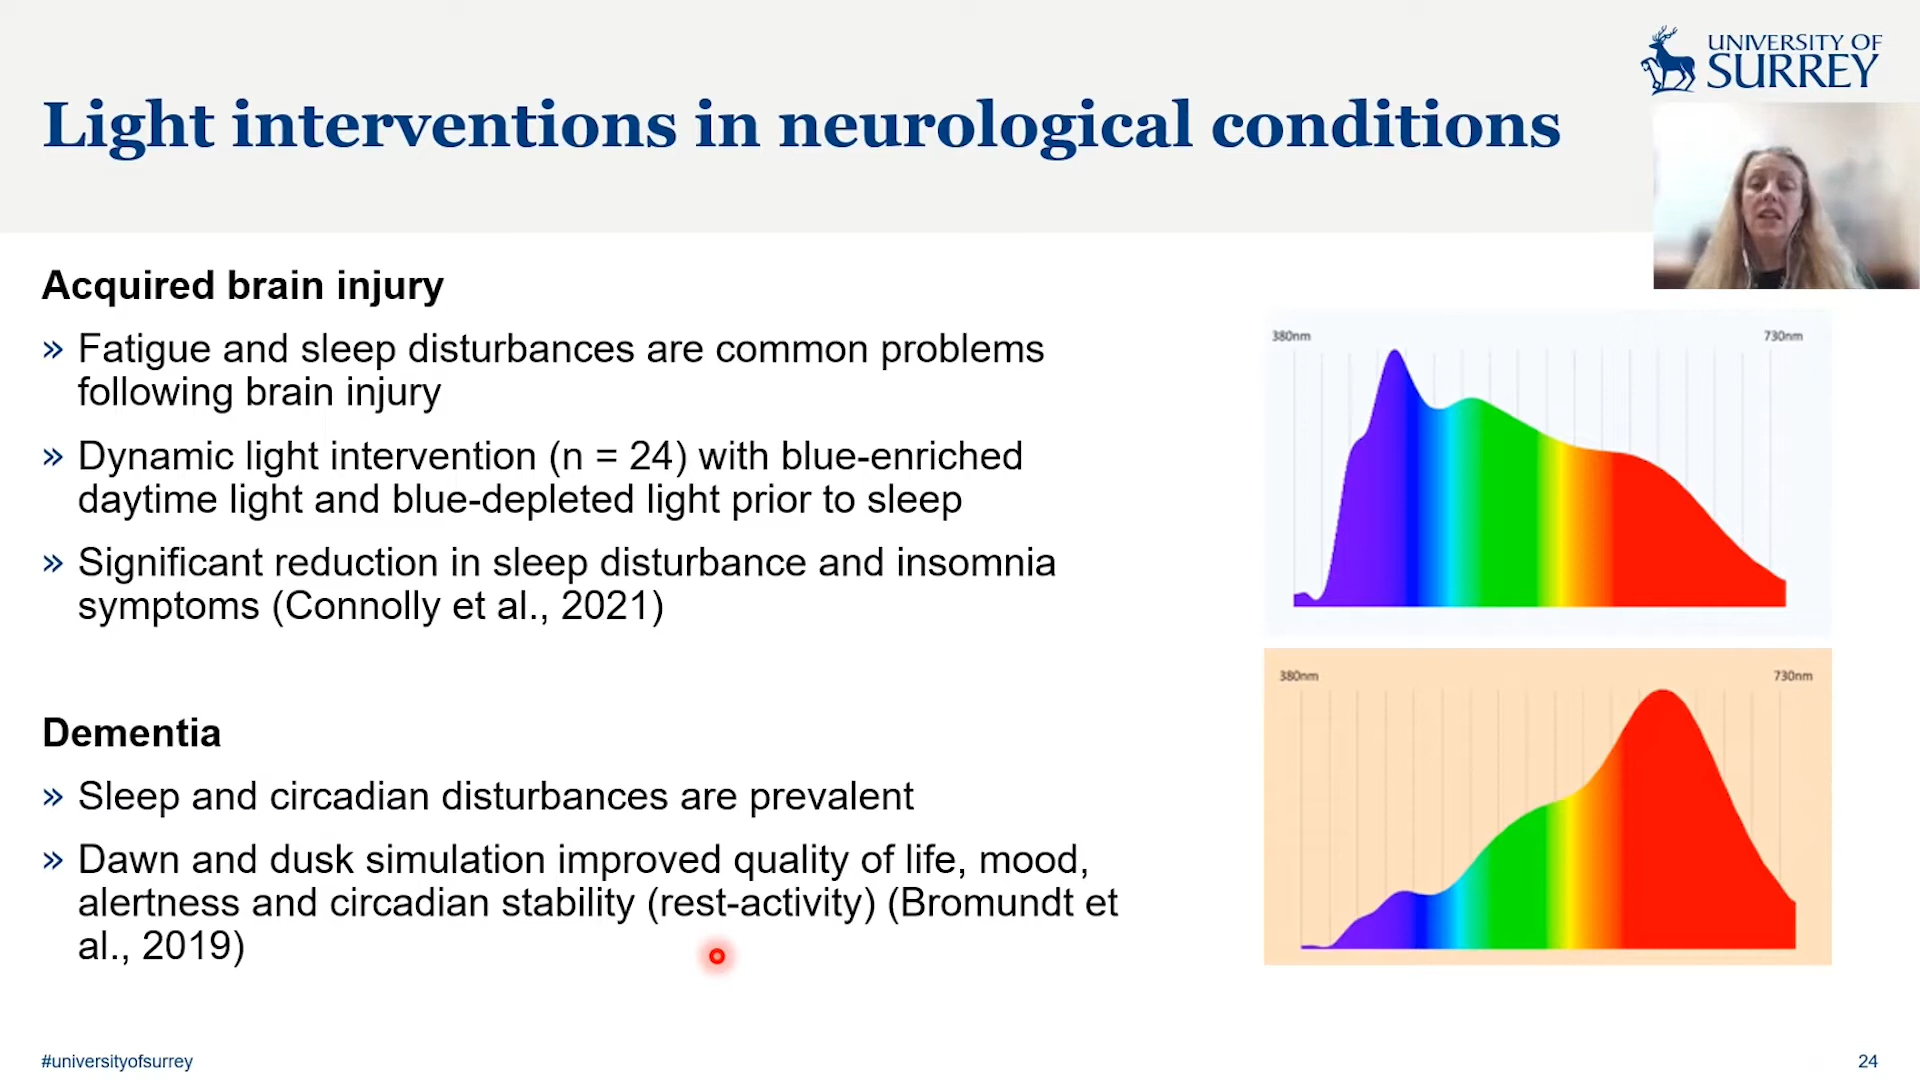 UNIVERSITY OF
SURREY
Light interventions in neurological conditions
Acquired brain injury
» Fatigue and sleep disturbances are common problems
following brain injury
» Dynamic light intervention (n = 24) with blue-enriched
daytime light and blue-depleted light prior to sleep
» Significant reduction in sleep disturbance and insomnia
symptoms (Connolly et al., 2021)
Dementia
» Sleep and circadian disturbances are prevalent
» Dawn and dusk simulation improved quality of life, mood,
alertness and circadian stability (rest-activity) (Bromundt et
al., 2019)
380nm 730nm
380nm 730nm
#universityofsurrey
24